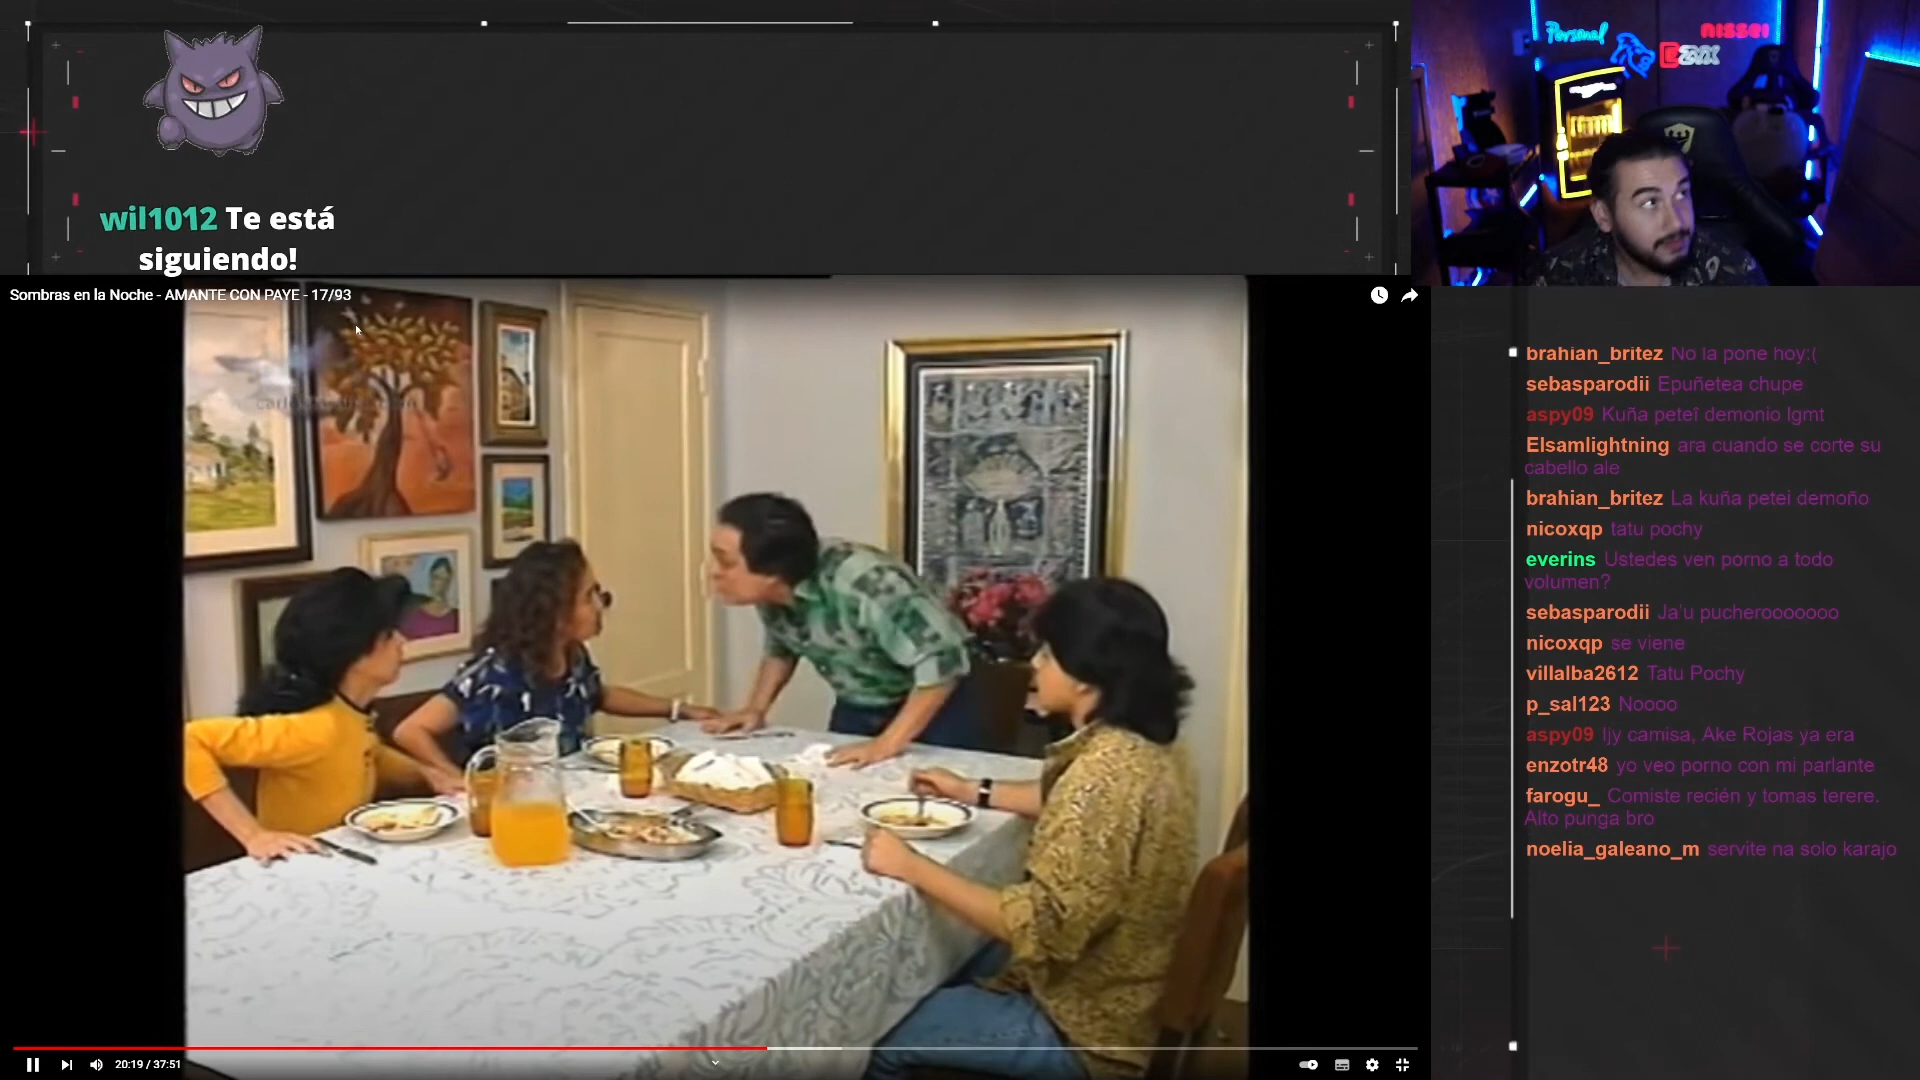 Personal
nissei
wil1012 Te está
siguiendo!
Sombras en la Noche - AMANTE CON PAYE - 17/93
brahian_britez No la pone hoy:(
sebasparodii Epuñetea chupe
aspy09 Kuña peteî demonio lgmt
Elsamlightning ara cuando se corte su
cabello ale
brahian_britez La kuña petei demoño
nicoxqp tatu pochy
everins Ustedes ven porno a todo
volumen?
sebasparodii Ja'u pucherooooooo
nicoxqp se viene
villalba2612 Tatu Pochy
p_sal123 Noooo
aspy09 Ijy camisa, Ake Rojas ya era
enzotr48 yo veo porno con mi parlante
farogu_ Comiste recién y tomas terere.
Alto punga bro
noelia_galeano_m servite na solo karajo
20:19 / 37:51